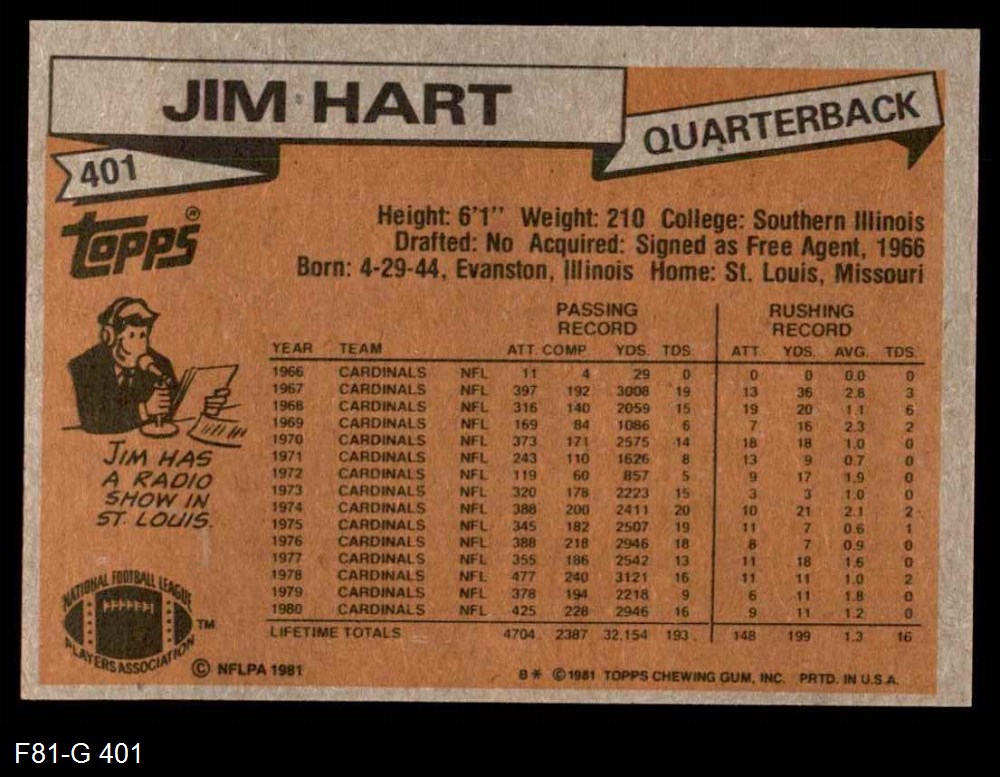 JIM HART
QUARTERBACK
401
Topps®
Height: 6'1" Weight: 210 College: Southern Illinois
Drafted: No Acquired: Signed as Free Agent, 1966
Born: 4-29-44, Evanston, Illinois Home: St. Louis, Missouri
PASSING RECORD RUSHING RECORD
YEAR TEAM ATT. COMP YDS. TDS. ATT. YDS. AVG. TDS.
1966 CARDINALS NFL 11 4 29 0 0 0 0.0 0
1967 CARDINALS NFL 397 192 3008 19 13 36 2.8 3
1968 CARDINALS NFL 316 140 2059 15 19 20 1.1 6
1969 CARDINALS NFL 169 84 1086 6 7 16 2.3 2
1970 CARDINALS NFL 373 171 2575 14 18 18 1.0 0
1971 CARDINALS NFL 243 110 1626 8 13 9 0.7 0
1972 CARDINALS NFL 119 60 857 5 9 17 1.9 0
1973 CARDINALS NFL 320 178 2223 15 3 3 1.0 0
1974 CARDINALS NFL 388 200 2411 20 10 21 2.1 2
1975 CARDINALS NFL 345 182 2507 19 11 7 0.6 1
1976 CARDINALS NFL 388 218 2946 18 8 7 0.9 0
1977 CARDINALS NFL 355 186 2542 13 11 18 1.6 0
1978 CARDINALS NFL 477 240 3121 16 11 11 1.0 2
1979 CARDINALS NFL 378 194 2218 9 6 11 1.8 0
1980 CARDINALS NFL 425 228 2946 16 9 11 1.2 0
LIFETIME TOTALS 4704 2387 32,154 193 148 199 1.3 16
JIM HAS
A RADIO
SHOW IN
ST. LOUIS.
NATIONAL FOOTBALL LEAGUE
PLAYERS ASSOCIATION
TM
© NFLPA 1981
B* © 1981 TOPPS CHEWING GUM, INC. PRTD. IN U.S.A.
F81-G 401